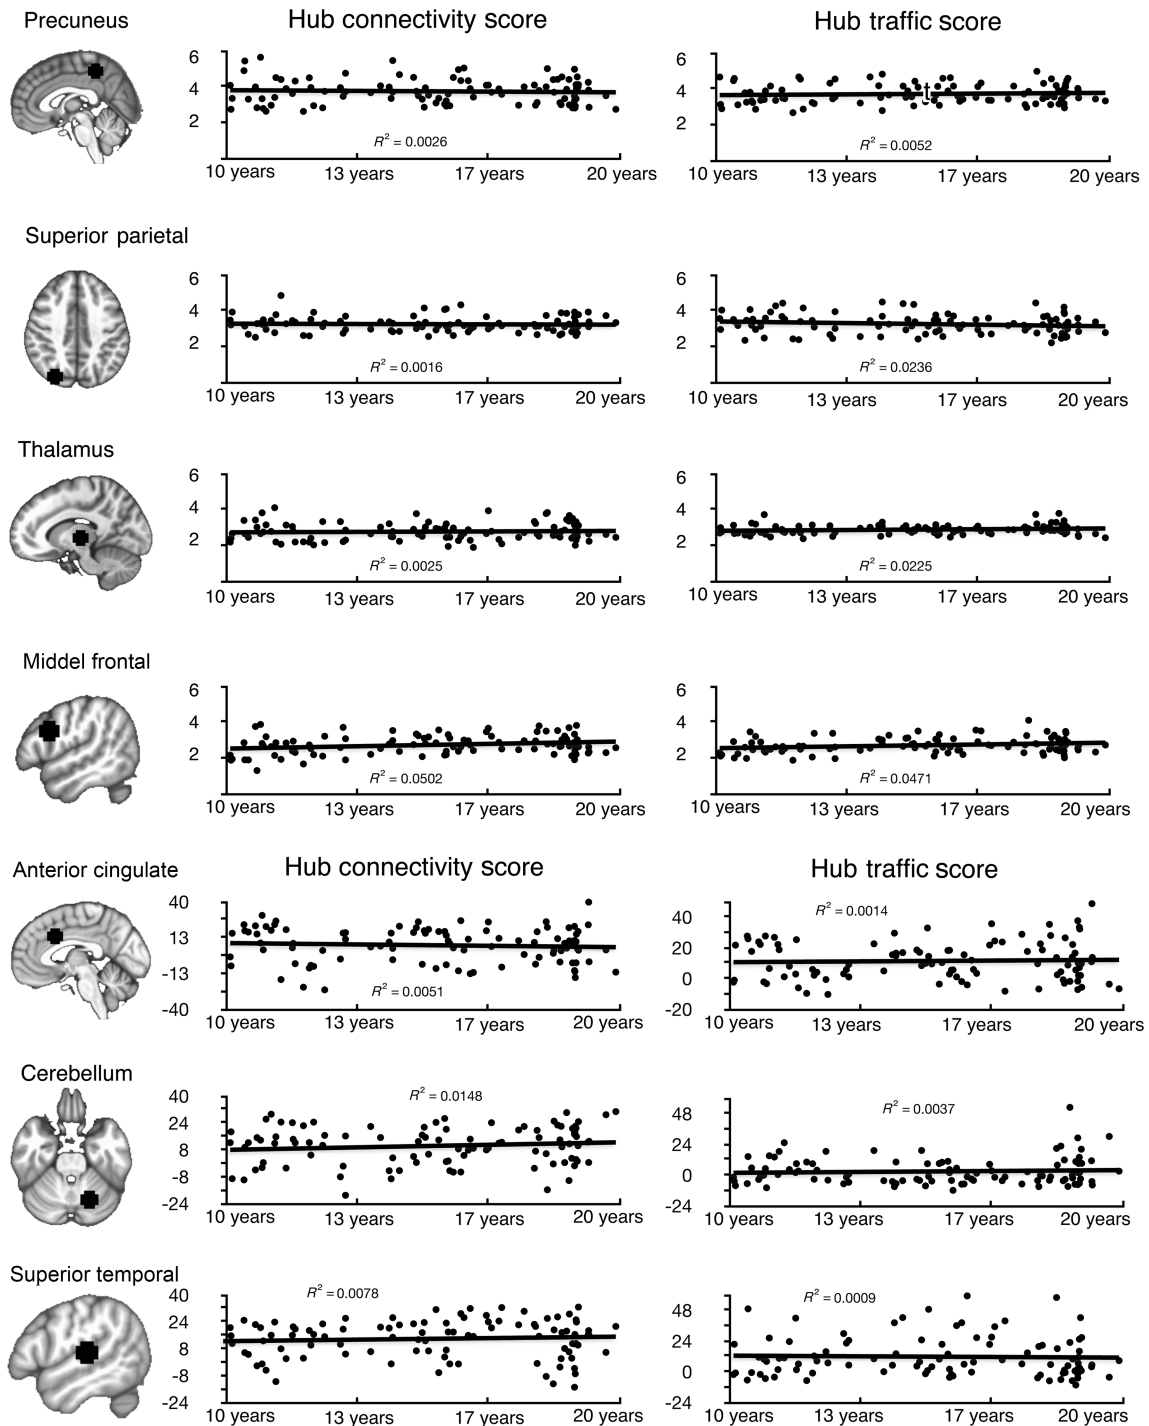 Precuneus
Hub connectivity score
Hub traffic score
6
4
2
R² = 0.0026
10 years 13 years 17 years 20 years
6
4
2
t
R² = 0.0052
10 years 13 years 17 years 20 years
Superior parietal
6
4
2
R² = 0.0016
10 years 13 years 17 years 20 years
6
4
2
R² = 0.0236
10 years 13 years 17 years 20 years
Thalamus
6
4
2
R² = 0.0025
10 years 13 years 17 years 20 years
6
4
2
R² = 0.0225
10 years 13 years 17 years 20 years
Middel frontal
6
4
2
R² = 0.0502
10 years 13 years 17 years 20 years
6
4
2
R² = 0.0471
10 years 13 years 17 years 20 years
Anterior cingulate
Hub connectivity score
Hub traffic score
40
13
-13
-40
R² = 0.0051
10 years 13 years 17 years 20 years
R² = 0.0014
40
20
0
-20
10 years 13 years 17 years 20 years
Cerebellum
R² = 0.0148
40
24
8
-8
-24
10 years 13 years 17 years 20 years
R² = 0.0037
48
24
0
-24
10 years 13 years 17 years 20 years
Superior temporal
R² = 0.0078
40
24
8
-8
-24
10 years 13 years 17 years 20 years
R² = 0.0009
48
24
0
-24
10 years 13 years 17 years 20 years